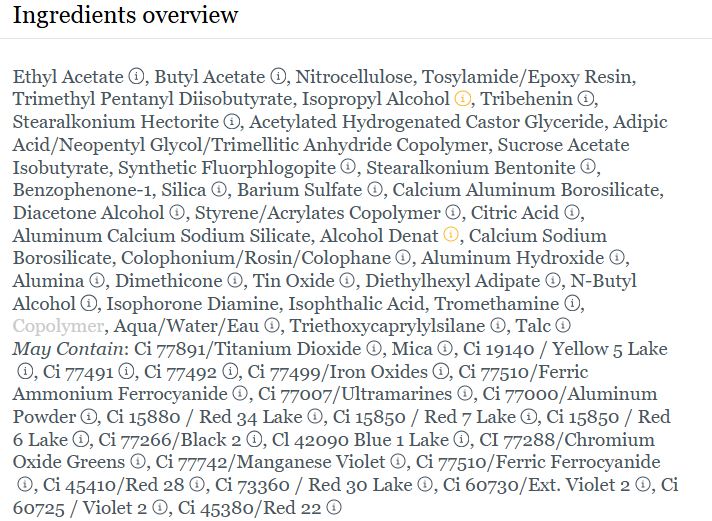 Ingredients overview
Ethyl Acetate ⓘ, Butyl Acetate ⓘ, Nitrocellulose, Tosylamide/Epoxy Resin,
Trimethyl Pentanyl Diisobutyrate, Isopropyl Alcohol ⓘ, Tribehenin ⓘ,
Stearalkonium Hectorite ⓘ, Acetylated Hydrogenated Castor Glyceride, Adipic
Acid/Neopentyl Glycol/Trimellitic Anhydride Copolymer, Sucrose Acetate
Isobutyrate, Synthetic Fluorphlogopite ⓘ, Stearalkonium Bentonite ⓘ,
Benzophenone-1, Silica ⓘ, Barium Sulfate ⓘ, Calcium Aluminum Borosilicate,
Diacetone Alcohol ⓘ, Styrene/Acrylates Copolymer ⓘ, Citric Acid ⓘ,
Aluminum Calcium Sodium Silicate, Alcohol Denat ⓘ, Calcium Sodium
Borosilicate, Colophonium/Rosin/Colophane ⓘ, Aluminum Hydroxide ⓘ,
Alumina ⓘ, Dimethicone ⓘ, Tin Oxide ⓘ, Diethylhexyl Adipate ⓘ, N-Butyl
Alcohol ⓘ, Isophorone Diamine, Isophthalic Acid, Tromethamine ⓘ,
Copolymer, Aqua/Water/Eau ⓘ, Triethoxycaprylylsilane ⓘ, Talc ⓘ
May Contain: Ci 77891/Titanium Dioxide ⓘ, Mica ⓘ, Ci 19140 / Yellow 5 Lake
ⓘ, Ci 77491 ⓘ, Ci 77492 ⓘ, Ci 77499/Iron Oxides ⓘ, Ci 77510/Ferric
Ammonium Ferrocyanide ⓘ, Ci 77007/Ultramarines ⓘ, Ci 77000/Aluminum
Powder ⓘ, Ci 15880 / Red 34 Lake ⓘ, Ci 15850 / Red 7 Lake ⓘ, Ci 15850 / Red
6 Lake ⓘ, Ci 77266/Black 2 ⓘ, Cl 42090 Blue 1 Lake ⓘ, CI 77288/Chromium
Oxide Greens ⓘ, Ci 77742/Manganese Violet ⓘ, Ci 77510/Ferric Ferrocyanide
ⓘ, Ci 45410/Red 28 ⓘ, Ci 73360 / Red 30 Lake ⓘ, Ci 60730/Ext. Violet 2 ⓘ, Ci
60725 / Violet 2 ⓘ, Ci 45380/Red 22 ⓘ